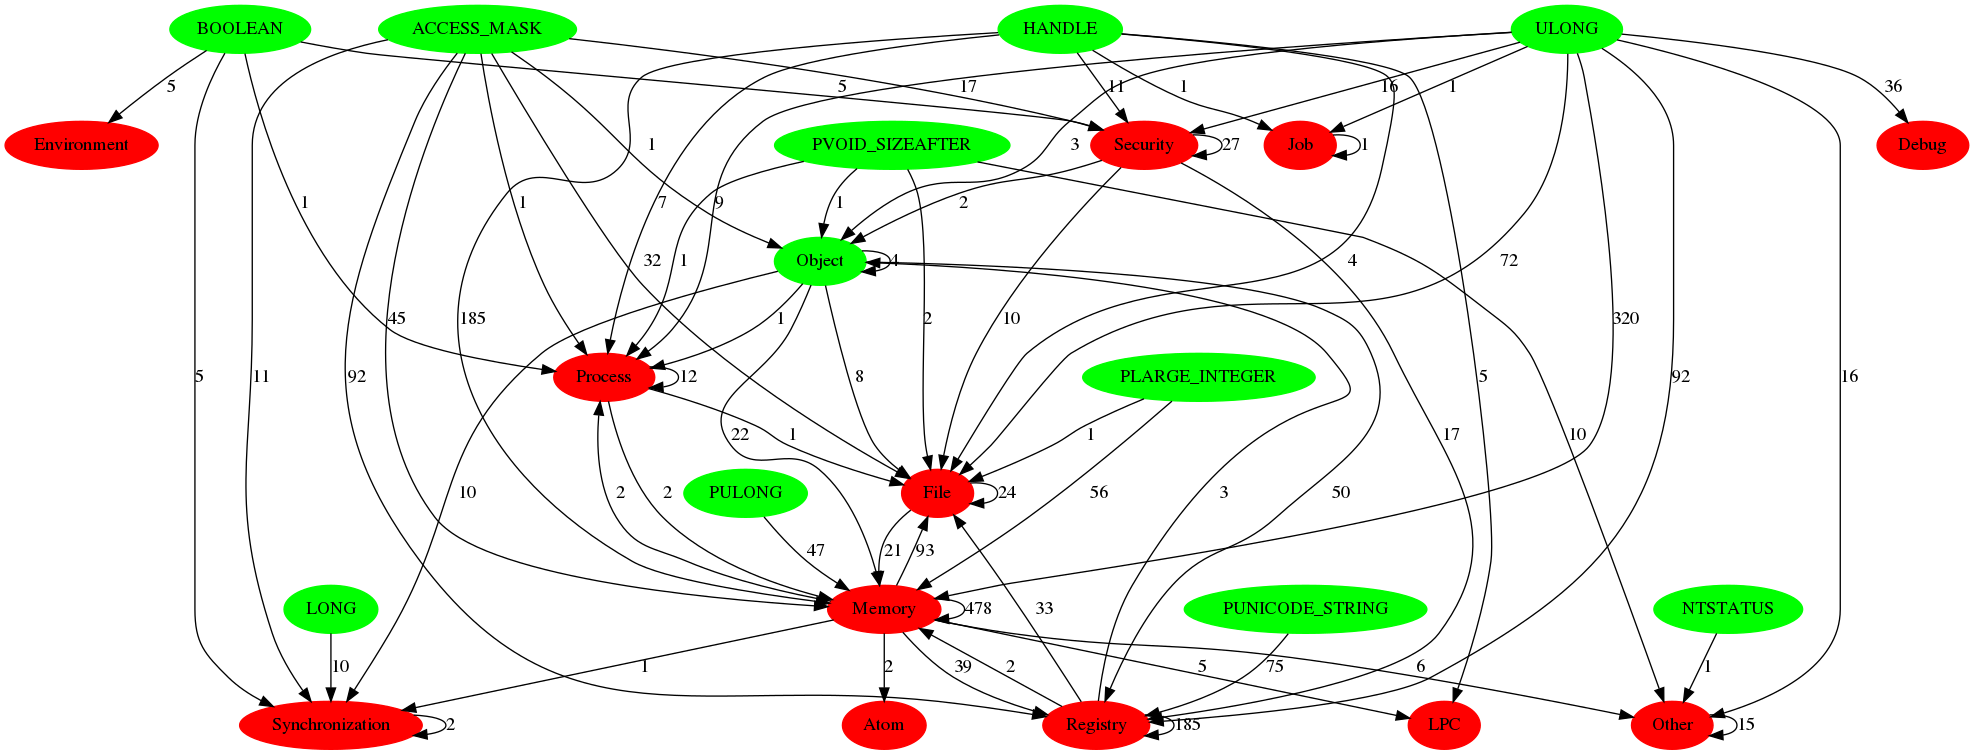 BOOLEAN ACCESS_MASK HANDLE ULONG
5 5 17 11 1 16 1 36
Environment PVOID_SIZEAFTER Security 27 Job 1 Debug
1 3
1 1 7 9 1 2
32 1 4 72
Object 4
1 2 10
5 11 92 45 185 12 8 5 320 92 16
Process PLARGE_INTEGER
22 1 1 17 10
10 2 2 PULONG File 24 56 3 50
47 21 93
LONG Memory 478 33 PUNICODE_STRING NTSTATUS
10 1 2 39 2 75 5 6 1
Synchronization 2 Atom Registry 185 LPC Other 15